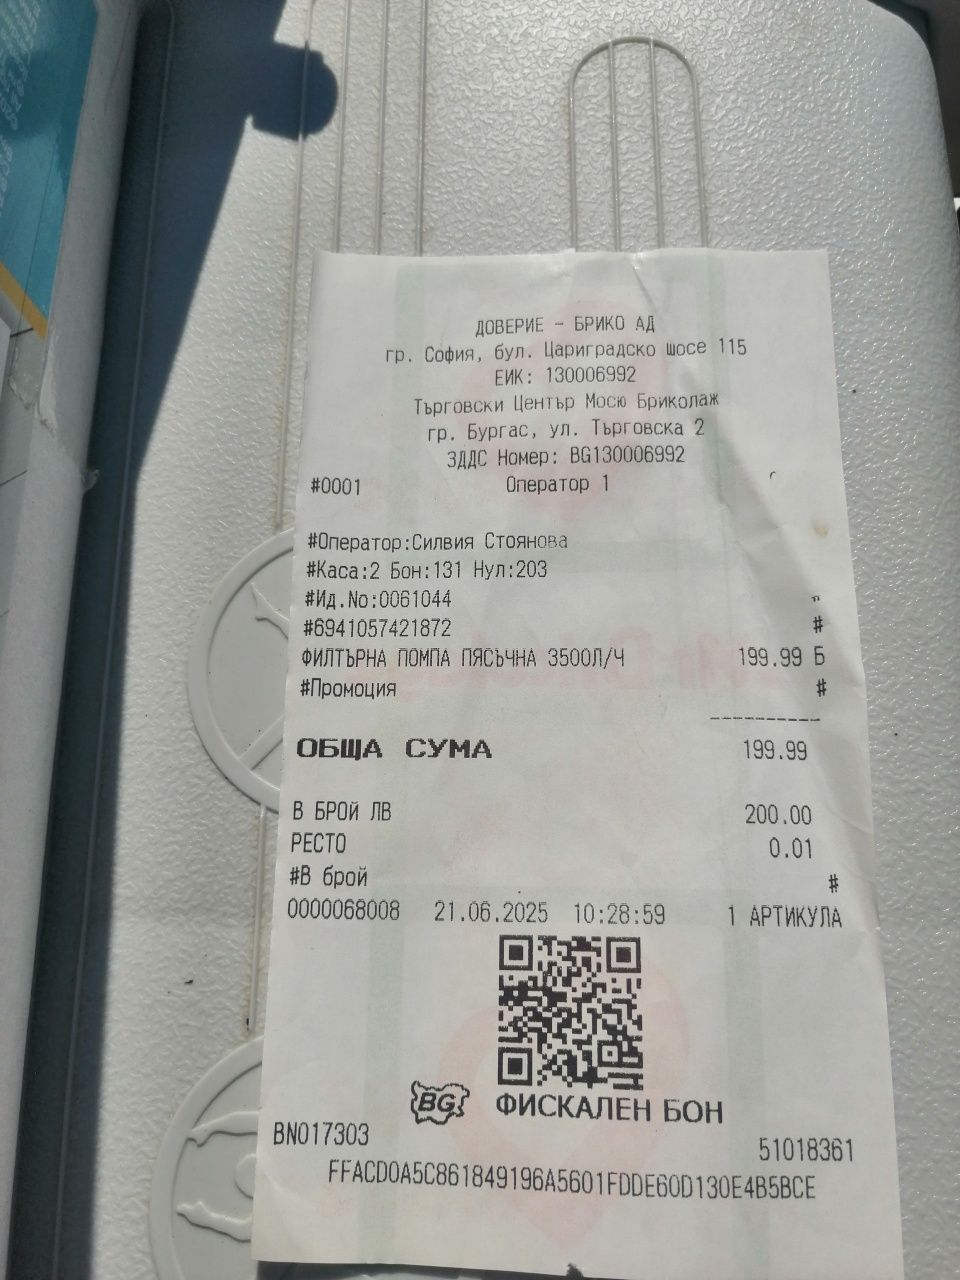 ДОВЕРИЕ - БРИКО АД
гр. София, бул. Цариградско шосе 115
ЕИК: 130006992
Търговски Център Мосю Бриколаж
гр. Бургас, ул. Търговска 2
ЗДДС Номер: BG130006992
#0001 Оператор 1
#Оператор:Силвия Стоянова
#Каса:2 Бон:131 Нул:203
#Ид.No:0061044
#6941057421872 #
ФИЛТЪРНА ПОМПА ПЯСЪЧНА 3500Л/Ч 199.99 Б
#Промоция #
----------
ОБЩА СУМА 199.99
В БРОЙ ЛВ 200.00
РЕСТО 0.01
#В брой #
0000068008 21.06.2025 10:28:59 1 АРТИКУЛА
BG ФИСКАЛЕН БОН
BN017303 51018361
FFACD0A5C861849196A5601FDDE60D130E4B5BCE